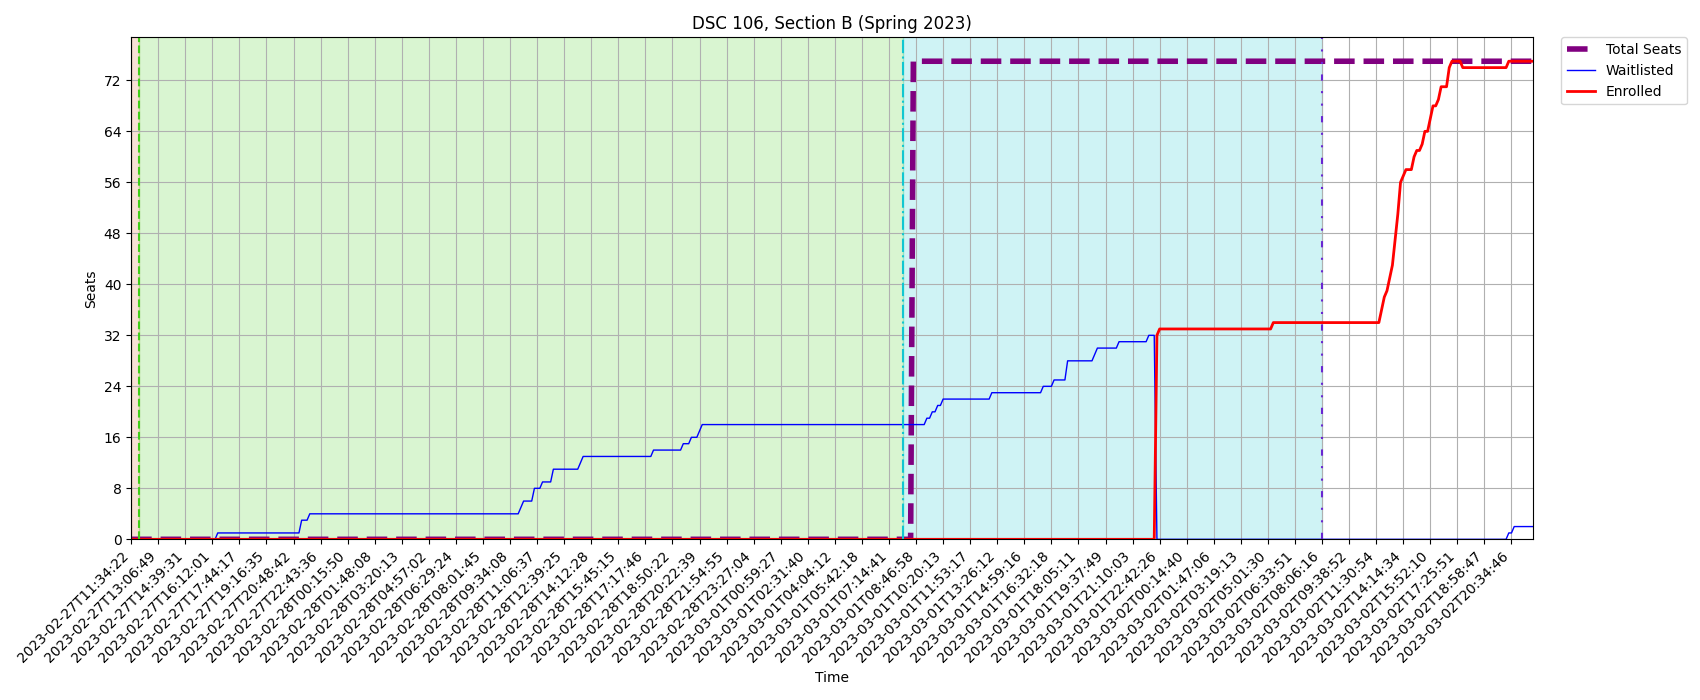 DSC 106, Section B (Spring 2023)
Total Seats
Waitlisted
Enrolled
72
64
56
48
40
32
24
16
8
0
Seats
2023-02-27T11:34:22
2023-02-27T13:06:49
2023-02-27T14:39:31
2023-02-27T16:12:01
2023-02-27T17:44:17
2023-02-27T19:16:35
2023-02-27T20:48:42
2023-02-27T22:43:36
2023-02-28T00:15:50
2023-02-28T01:48:08
2023-02-28T03:20:13
2023-02-28T04:57:02
2023-02-28T06:29:24
2023-02-28T08:01:45
2023-02-28T09:34:08
2023-02-28T11:06:37
2023-02-28T12:39:25
2023-02-28T14:12:28
2023-02-28T15:45:15
2023-02-28T17:17:46
2023-02-28T18:50:22
2023-02-28T20:22:39
2023-02-28T21:54:55
2023-02-28T23:27:04
2023-03-01T00:59:27
2023-03-01T02:31:40
2023-03-01T04:04:12
2023-03-01T05:42:18
2023-03-01T07:14:41
2023-03-01T08:46:58
2023-03-01T10:20:13
2023-03-01T11:53:17
2023-03-01T13:26:12
2023-03-01T14:59:16
2023-03-01T16:32:18
2023-03-01T18:05:11
2023-03-01T19:37:49
2023-03-01T21:10:03
2023-03-01T22:42:26
2023-03-02T00:14:40
2023-03-02T01:47:06
2023-03-02T03:19:13
2023-03-02T05:01:30
2023-03-02T06:33:51
2023-03-02T08:06:16
2023-03-02T09:38:52
2023-03-02T11:30:54
2023-03-02T14:14:34
2023-03-02T15:52:10
2023-03-02T17:25:51
2023-03-02T18:58:47
2023-03-02T20:34:46
Time